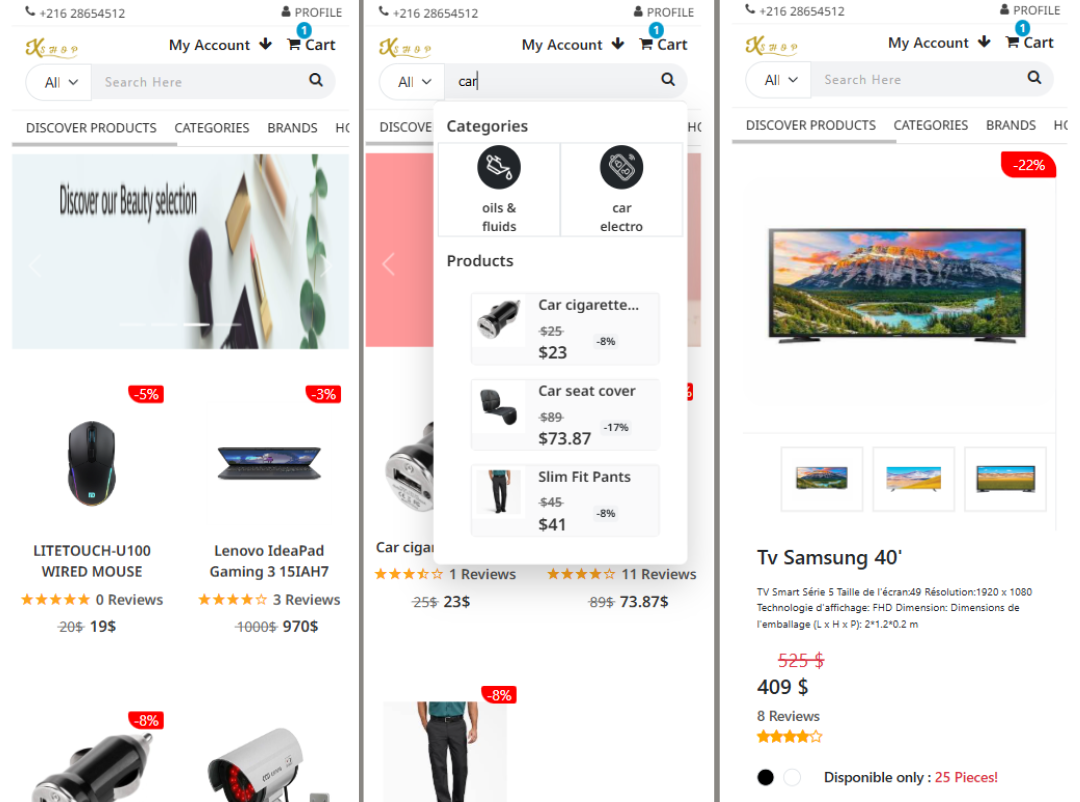 +216 28654512
PROFILE
KSHOP
My Account
1
Cart
All
Search Here
DISCOVER PRODUCTS
CATEGORIES
BRANDS
HO
Discover our Beauty selection
-5%
-3%
LITETOUCH-U100
WIRED MOUSE
Lenovo IdeaPad
Gaming 3 15IAH7
0 Reviews
3 Reviews
20$ 19$
1000$ 970$
-8%
+216 28654512
PROFILE
KSHOP
My Account
1
Cart
All
car
DISCOVE
HO
Categories
oils &
fluids
car
electro
Products
Car cigarette...
$25
-8%
$23
Car seat cover
$89
-17%
$73.87
Slim Fit Pants
$45
-8%
$41
%
Car cigar
1 Reviews
11 Reviews
25$ 23$
89$ 73.87$
-8%
+216 28654512
PROFILE
KSHOP
My Account
1
Cart
All
Search Here
DISCOVER PRODUCTS
CATEGORIES
BRANDS
HO
-22%
Tv Samsung 40'
TV Smart Série 5 Taille de l'écran:49 Résolution:1920 x 1080
Technologie d'affichage: FHD Dimension: Dimensions de
l'emballage (L x H x P): 2*1.2*0.2 m
525 $
409 $
8 Reviews
Disponible only : 25 Pieces!